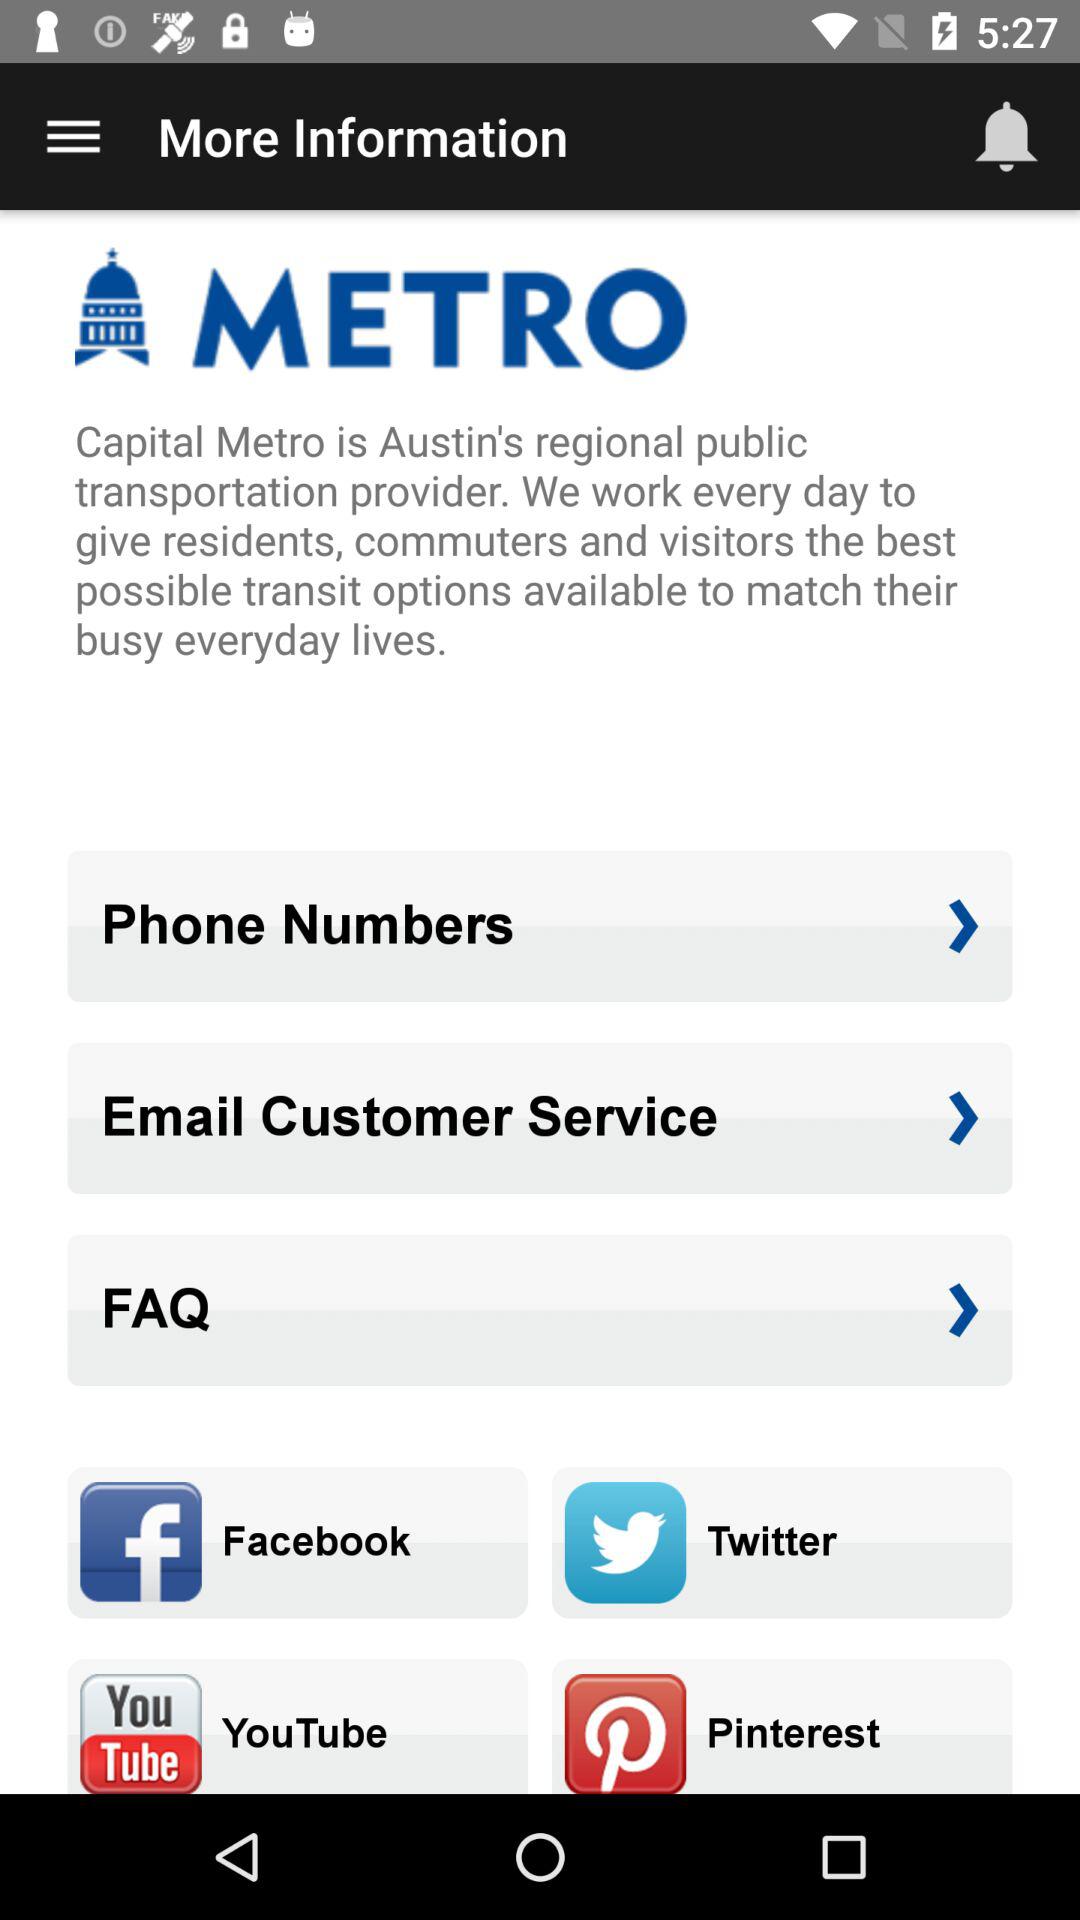 FAKE
5:27
More Information
METRO
Capital Metro is Austin's regional public
transportation provider. We work every day to
give residents, commuters and visitors the best
possible transit options available to match their
busy everyday lives.
Phone Numbers
Email Customer Service
FAQ
Facebook
Twitter
You
Tube
YouTube
Pinterest